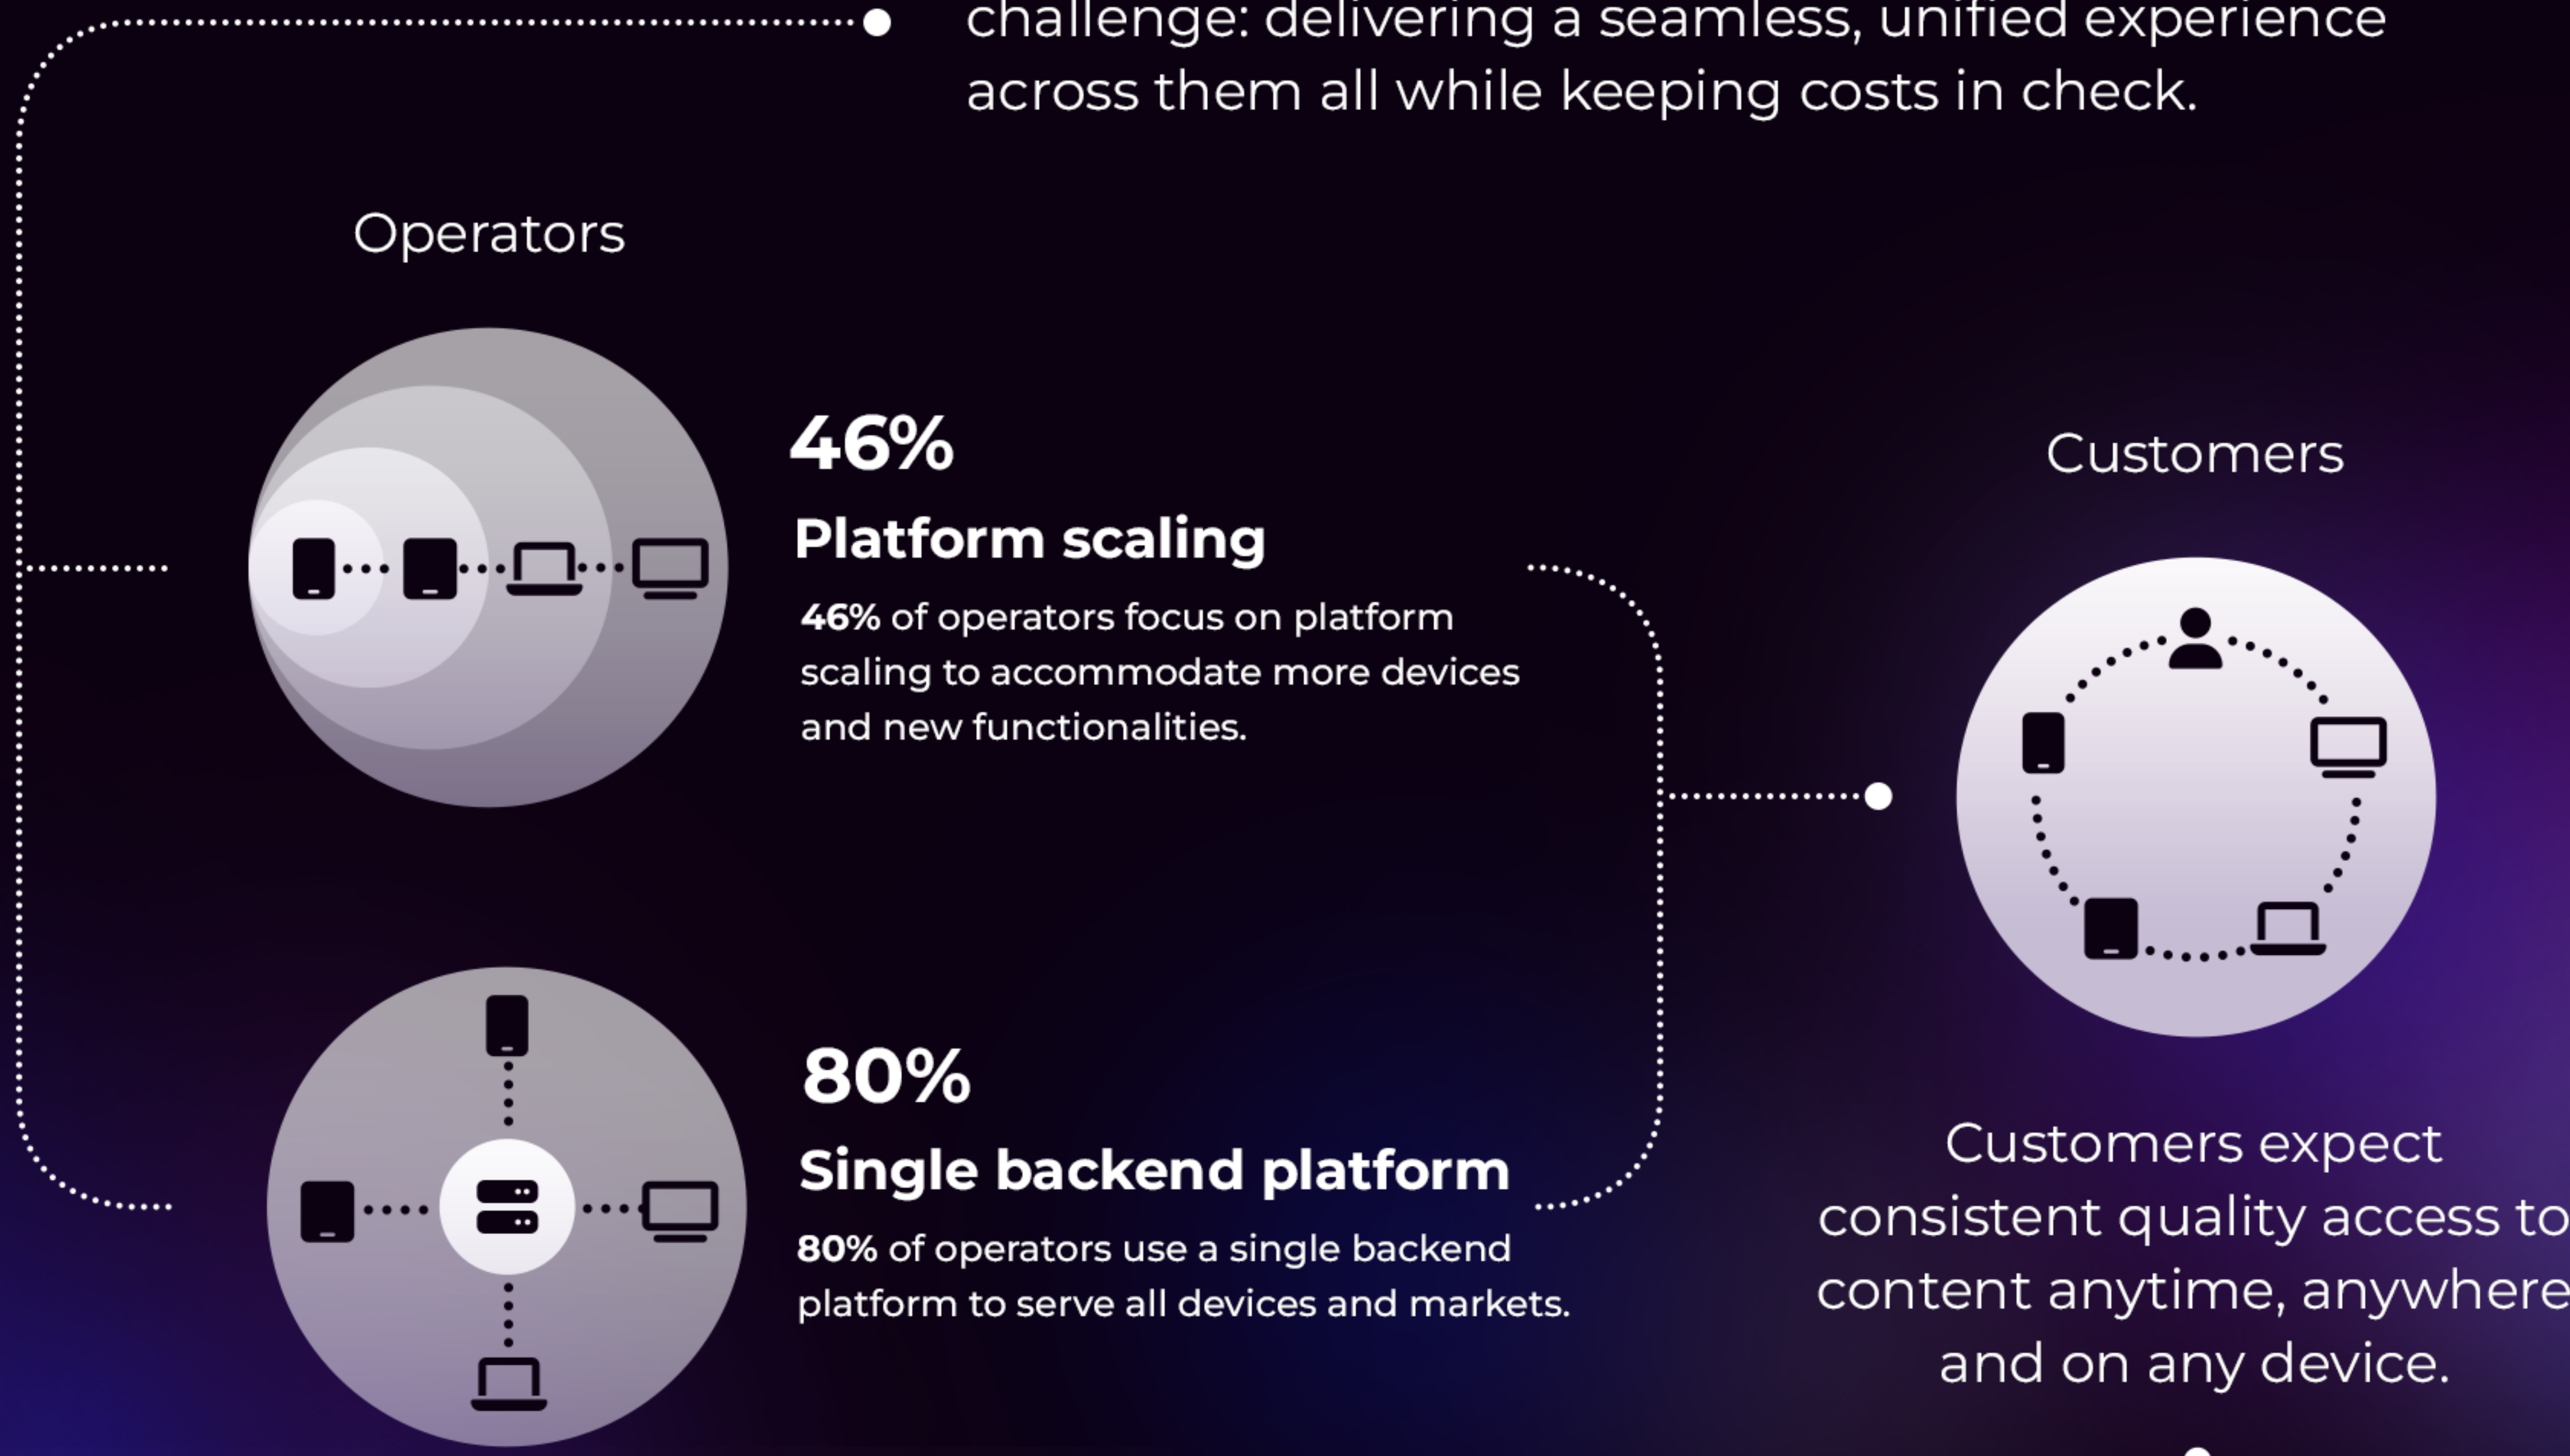 challenge: delivering a seamless, unified experience
across them all while keeping costs in check.
Operators
46%
Platform scaling
46% of operators focus on platform
scaling to accommodate more devices
and new functionalities.
80%
Single backend platform
80% of operators use a single backend
platform to serve all devices and markets.
Customers
Customers expect
consistent quality access to
content anytime, anywhere
and on any device.